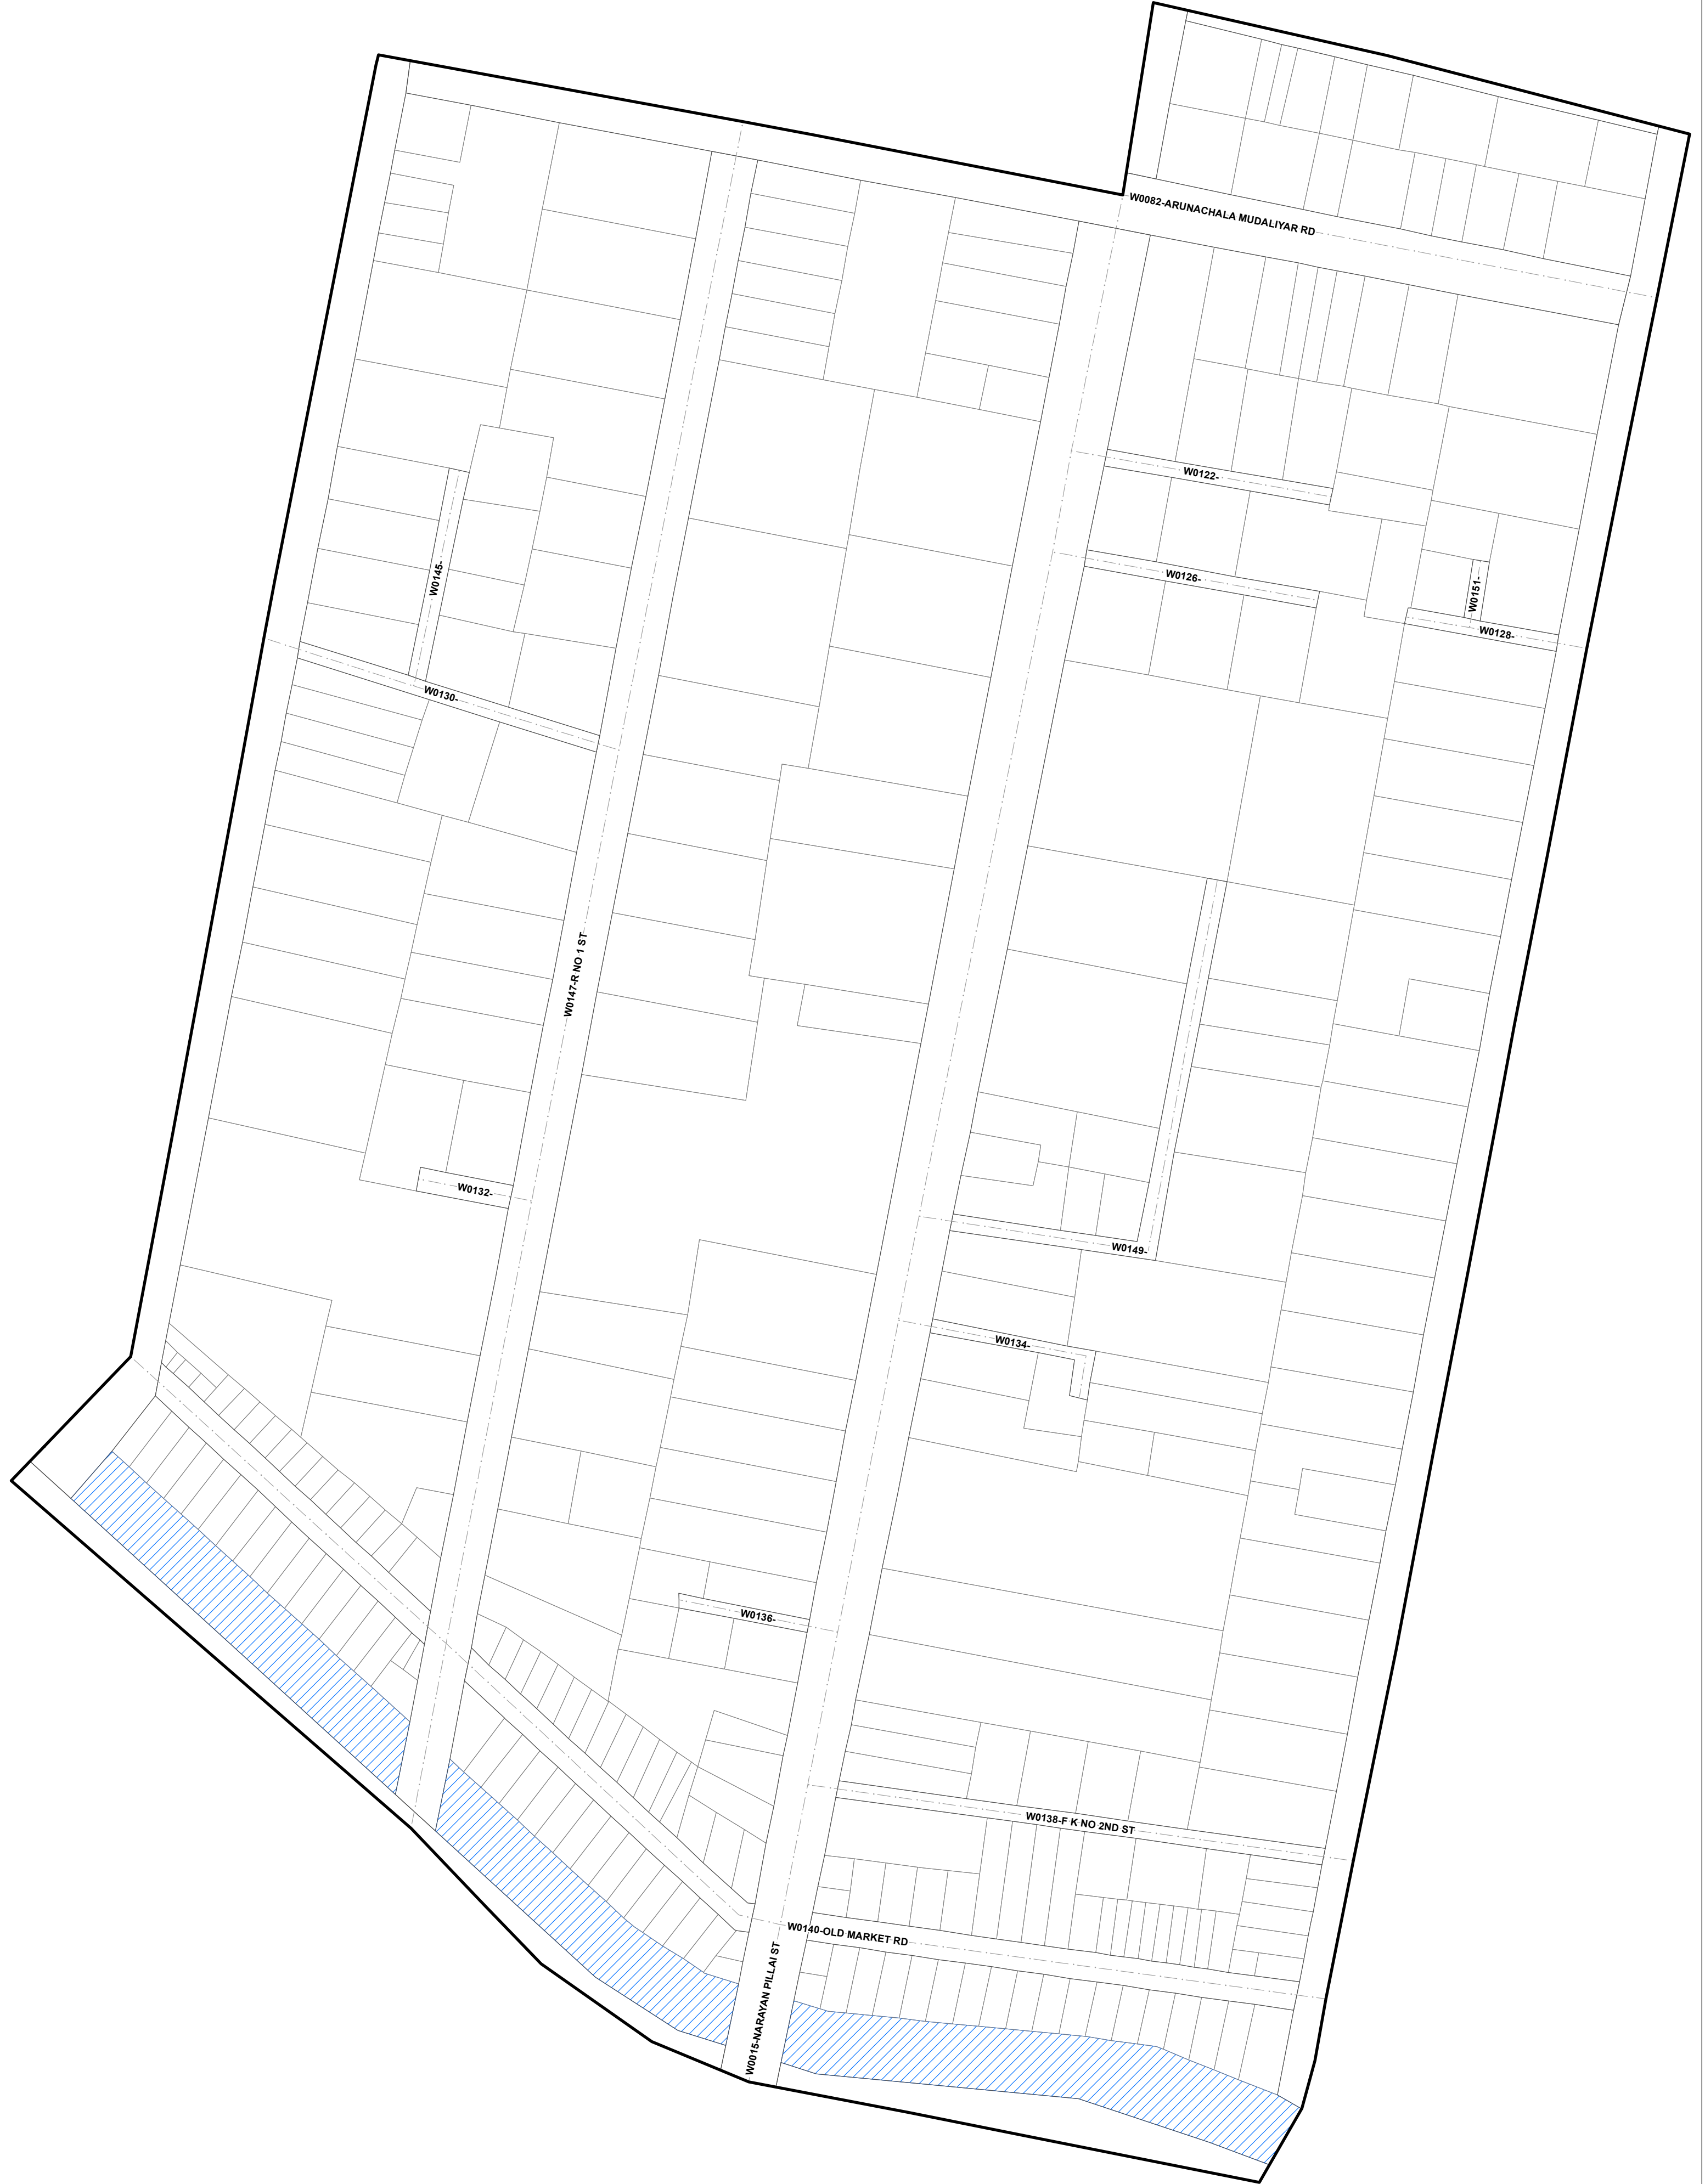 W0082-ARUNACHALA MUDALIYAR RD
W0122-
W0126-
W0145-
W0151-
W0128-
W0130-
W0147-R NO 1 ST
W0132-
W0149-
W0134-
W0136-
W0138-F K NO 2ND ST
W0140-OLD MARKET RD
W0015-NARAYAN PILLAI ST